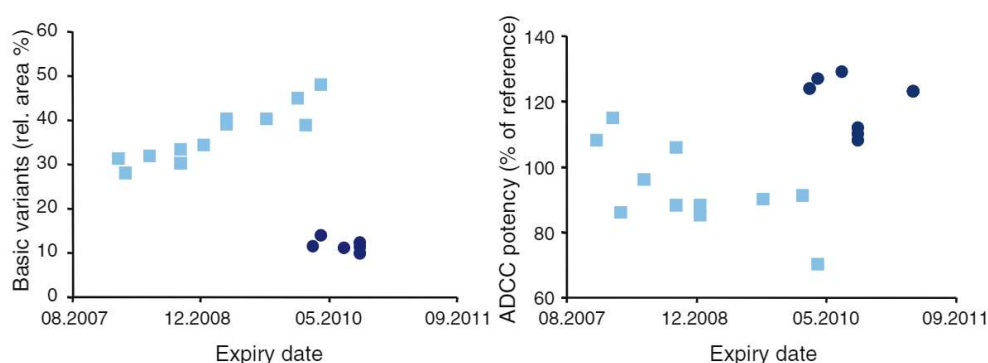 Basic variants (rel. area %)
60
50
40
30
20
10
0
08.2007 12.2008 05.2010 09.2011
Expiry date
ADCC potency (% of reference)
140
120
100
80
60
08.2007 12.2008 05.2010 09.2011
Expiry date